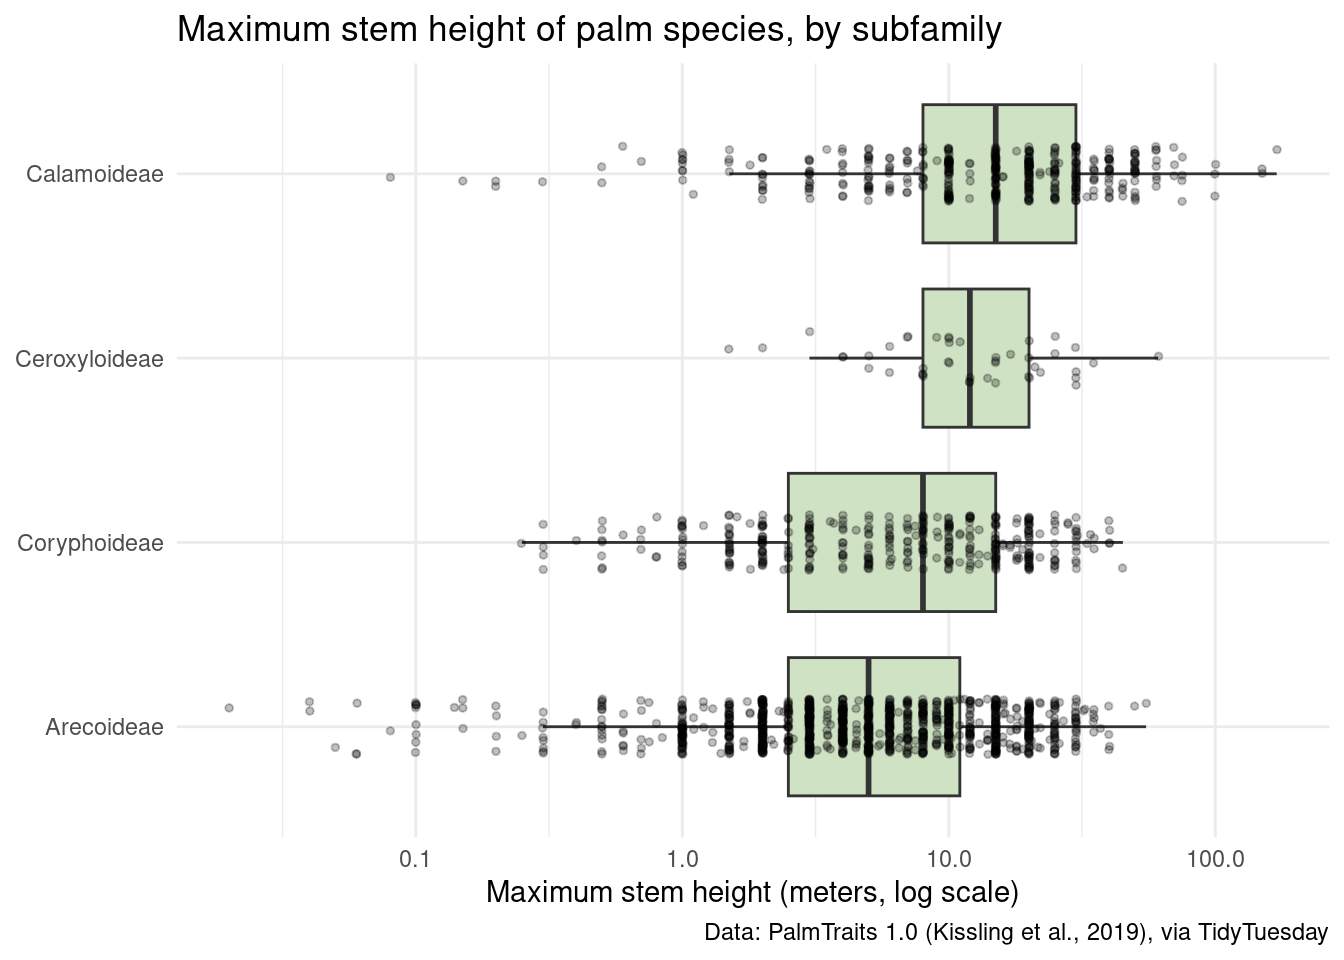 Maximum stem height of palm species, by subfamily
Calamoideae
Ceroxyloideae
Coryphoideae
Arecoideae
0.1
1.0
10.0
100.0
Maximum stem height (meters, log scale)
Data: PalmTraits 1.0 (Kissling et al., 2019), via TidyTuesday